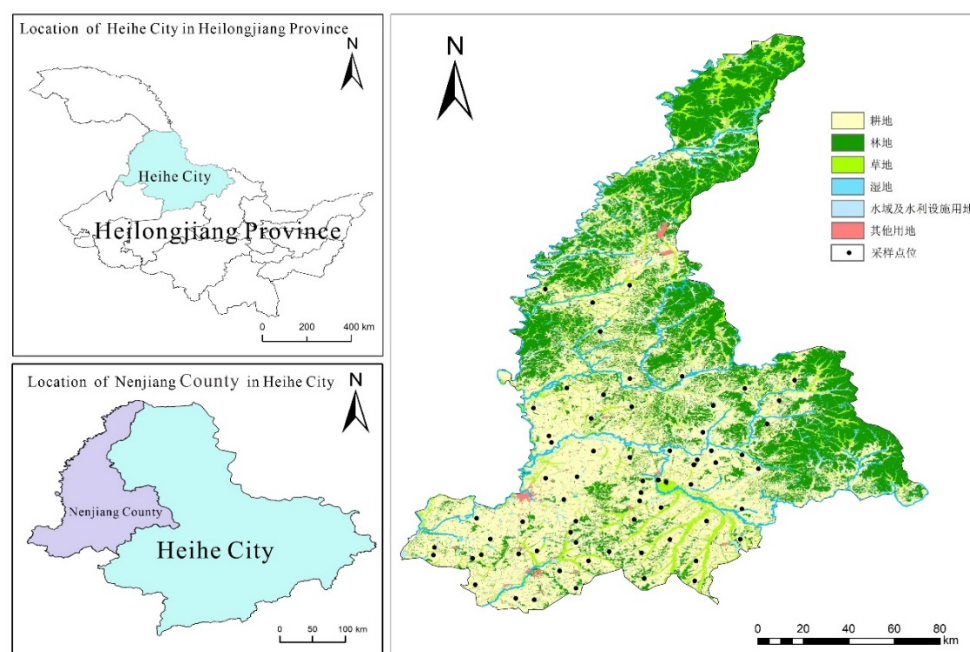 Location of Heihe City in Heilongjiang Province
N
Heihe City
Heilongjiang Province
0 200 400 km
Location of Nenjiang County in Heihe City
N
Nenjiang County
Heihe City
0 50 100 km
N
耕地
林地
草地
湿地
水域及水利设施用地
其他用地
采样点位
0 10 20 40 60 80
km